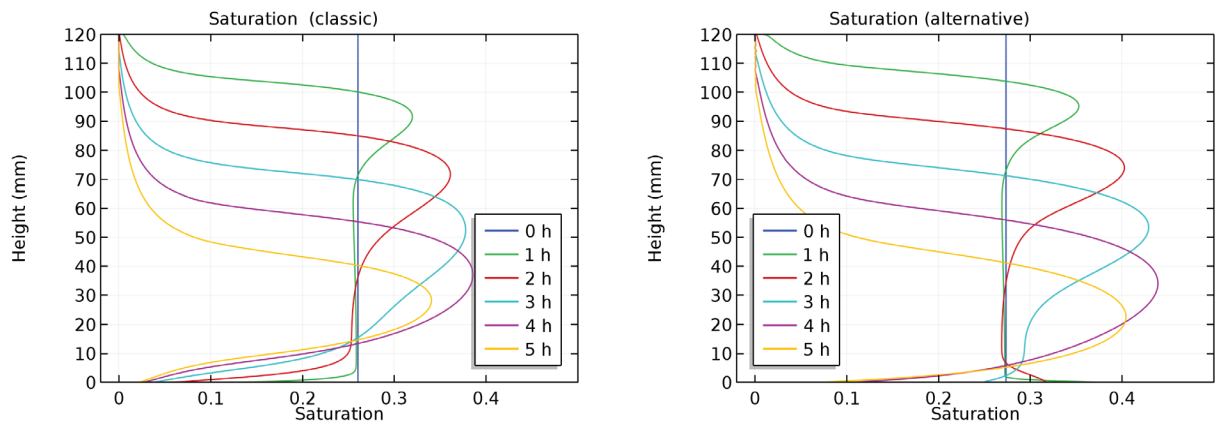 Saturation (classic)
120
110
100
90
80
70
60
50
40
30
20
10
0
Height (mm)
0 h
1 h
2 h
3 h
4 h
5 h
0 0.1 0.2 0.3 0.4
Saturation
Saturation (alternative)
120
110
100
90
80
70
60
50
40
30
20
10
0
Height (mm)
0 h
1 h
2 h
3 h
4 h
5 h
0 0.1 0.2 0.3 0.4
Saturation